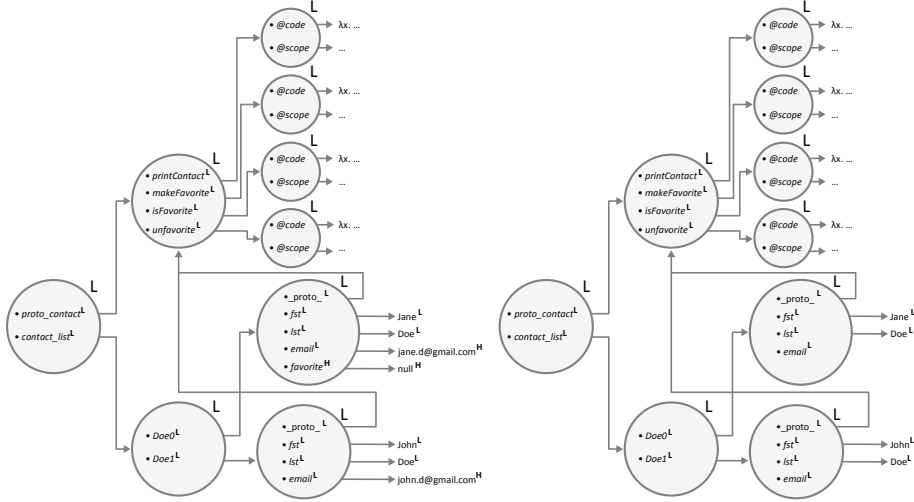 L
• @code λx. ...
• @scope ...
L
• @code λx. ...
• @scope ...
L
• @code λx. ...
• @scope ...
L
• @code λx. ...
• @scope ...
L
• printContact L
• makeFavorite L
• isFavorite L
• unfavorite L
L
• proto_contact L
• contact_list L
L
• _proto_ L
• fst L Jane L
• lst L Doe L
• email L jane.d@gmail.com H
• favorite H null H
L
• Doe0 L
• Doe1 L
L
• _proto_ L
• fst L John L
• lst L Doe L
• email L john.d@gmail.com H
L
• @code λx. ...
• @scope ...
L
• @code λx. ...
• @scope ...
L
• @code λx. ...
• @scope ...
L
• @code λx. ...
• @scope ...
L
• printContact L
• makeFavorite L
• isFavorite L
• unfavorite L
L
• proto_contact L
• contact_list L
L
• _proto_ L
• fst L Jane L
• lst L Doe L
• email L
L
• Doe0 L
• Doe1 L
L
• _proto_ L
• fst L John L
• lst L Doe L
• email L